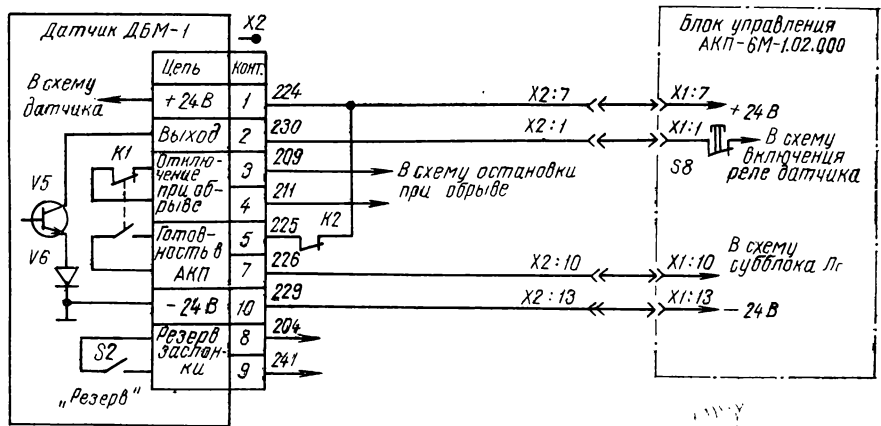 Датчик ДБМ-1
X2
Блок управления
АКП-6М-1.02.000
Цепь
Конт.
В схему
датчика
+24В
1
224
X2:7
X1:7
+24В
Выход
2
230
X2:1
X1:1
S8
В схему
включения
реле датчика
K1
Отклю-
чение
при об-
рыве
3
209
4
211
В схему остановки
при обрыве
V5
V6
Готов-
ность в
АКП
5
225
K2
7
226
X2:10
X1:10
В схему
субблока Лг
-24В
10
229
X2:13
X1:13
-24В
S2
„Резерв"
Резерв
заслон-
ки
8
204
9
241